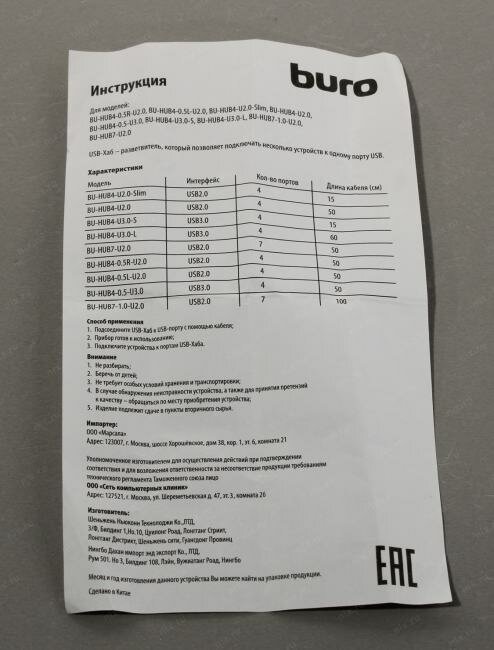 buro
Инструкция
Для моделей:
BU-HUB4-0.5R-U2.0, BU-HUB4-0.5L-U2.0, BU-HUB4-U2.0-Slim, BU-HUB4-U2.0,
BU-HUB4-0.5-U3.0, BU-HUB4-U3.0-S, BU-HUB4-U3.0-L, BU-HUB7-1.0-U2.0,
BU-HUB7-U2.0
USB-Хаб – разветвитель, который позволяет подключать несколько устройств к одному порту USB.
Характеристики
Модель Интерфейс Кол-во портов Длина кабеля (см)
BU-HUB4-U2.0-Slim USB2.0 4 15
BU-HUB4-U2.0 USB2.0 4 50
BU-HUB4-U3.0-S USB3.0 4 15
BU-HUB4-U3.0-L USB3.0 4 60
BU-HUB7-U2.0 USB2.0 7 50
BU-HUB4-0.5R-U2.0 USB2.0 4 50
BU-HUB4-0.5L-U2.0 USB2.0 4 50
BU-HUB4-0.5-U3.0 USB3.0 4 50
BU-HUB7-1.0-U2.0 USB2.0 7 100
Способ применения
1. Подсоедините USB-Хаб к USB-порту с помощью кабеля;
2. Прибор готов к использованию;
3. Подключите устройства к портам USB-Хаба.
Внимание
1. Не разбирать;
2. Беречь от детей;
3. Не требует особых условий хранения и транспортировки;
4. В случае обнаружения неисправности устройства, а также для принятия претензий
к качеству – обращаться по месту приобретения устройства;
5. Изделие подлежит сдаче в пункты вторичного сырья.
Импортер:
ООО «Марсала»
Адрес: 123007, г. Москва, шоссе Хорошёвское, дом 38, кор. 1, эт. 6, комната 21
Уполномоченное изготовителем для осуществления действий при подтверждении
соответствия и для возложения ответственности за несоответствие продукции требованиям
технического регламента Таможенного союза лицо
ООО «Сеть компьютерных клиник»
Адрес: 127521, г. Москва, ул. Шереметьевская д. 47, эт. 3, комната 26
Изготовитель:
Шеньжень Ньюконн Текнолоджи Ко.,ЛТД,
3/Ф, Билдинг 1,Но.10, Цуилонг Роад, Лонгтанг Стриит,
Лонгганг Дистрикт, Шеньжень сити, Гуангдонг Провинц
Нингбо Дахан импорт энд экспорт Ко., ЛТД,
Рум 501. Но 3, Билдинг 108, Лэйн, Вужиатанг Роад, Нингбо
Месяц и год изготовления данного устройства Вы можете найти на упаковке продукции.
Сделано в Китае
EAC